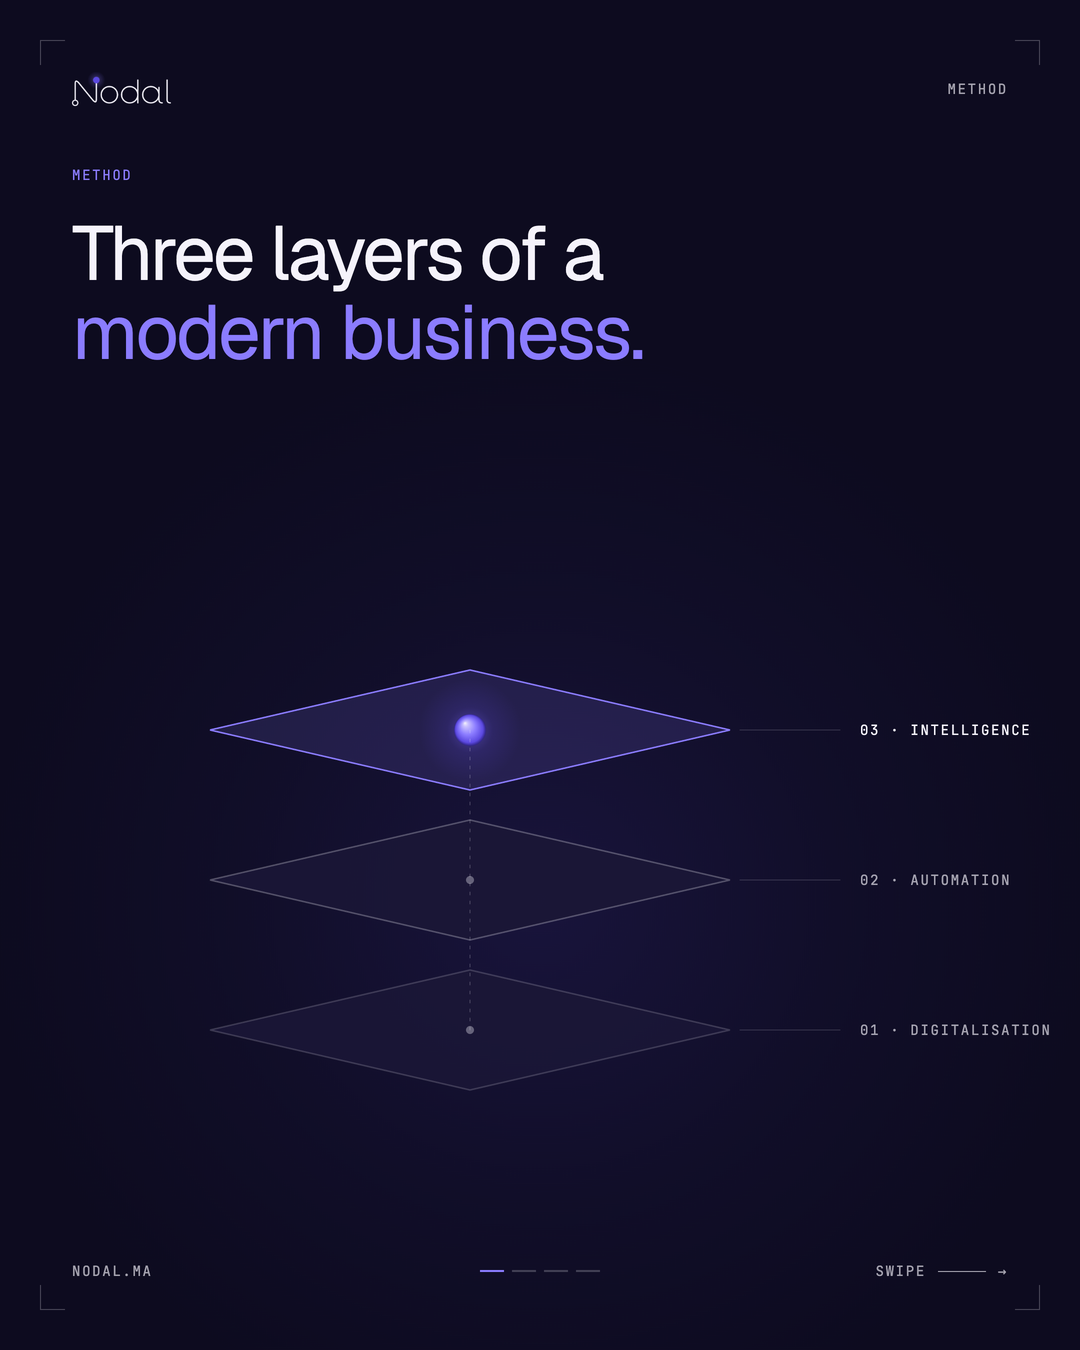 Nodal
METHOD
METHOD
Three layers of a
modern business.
03 · INTELLIGENCE
02 · AUTOMATION
01 · DIGITALISATION
NODAL.MA
SWIPE →